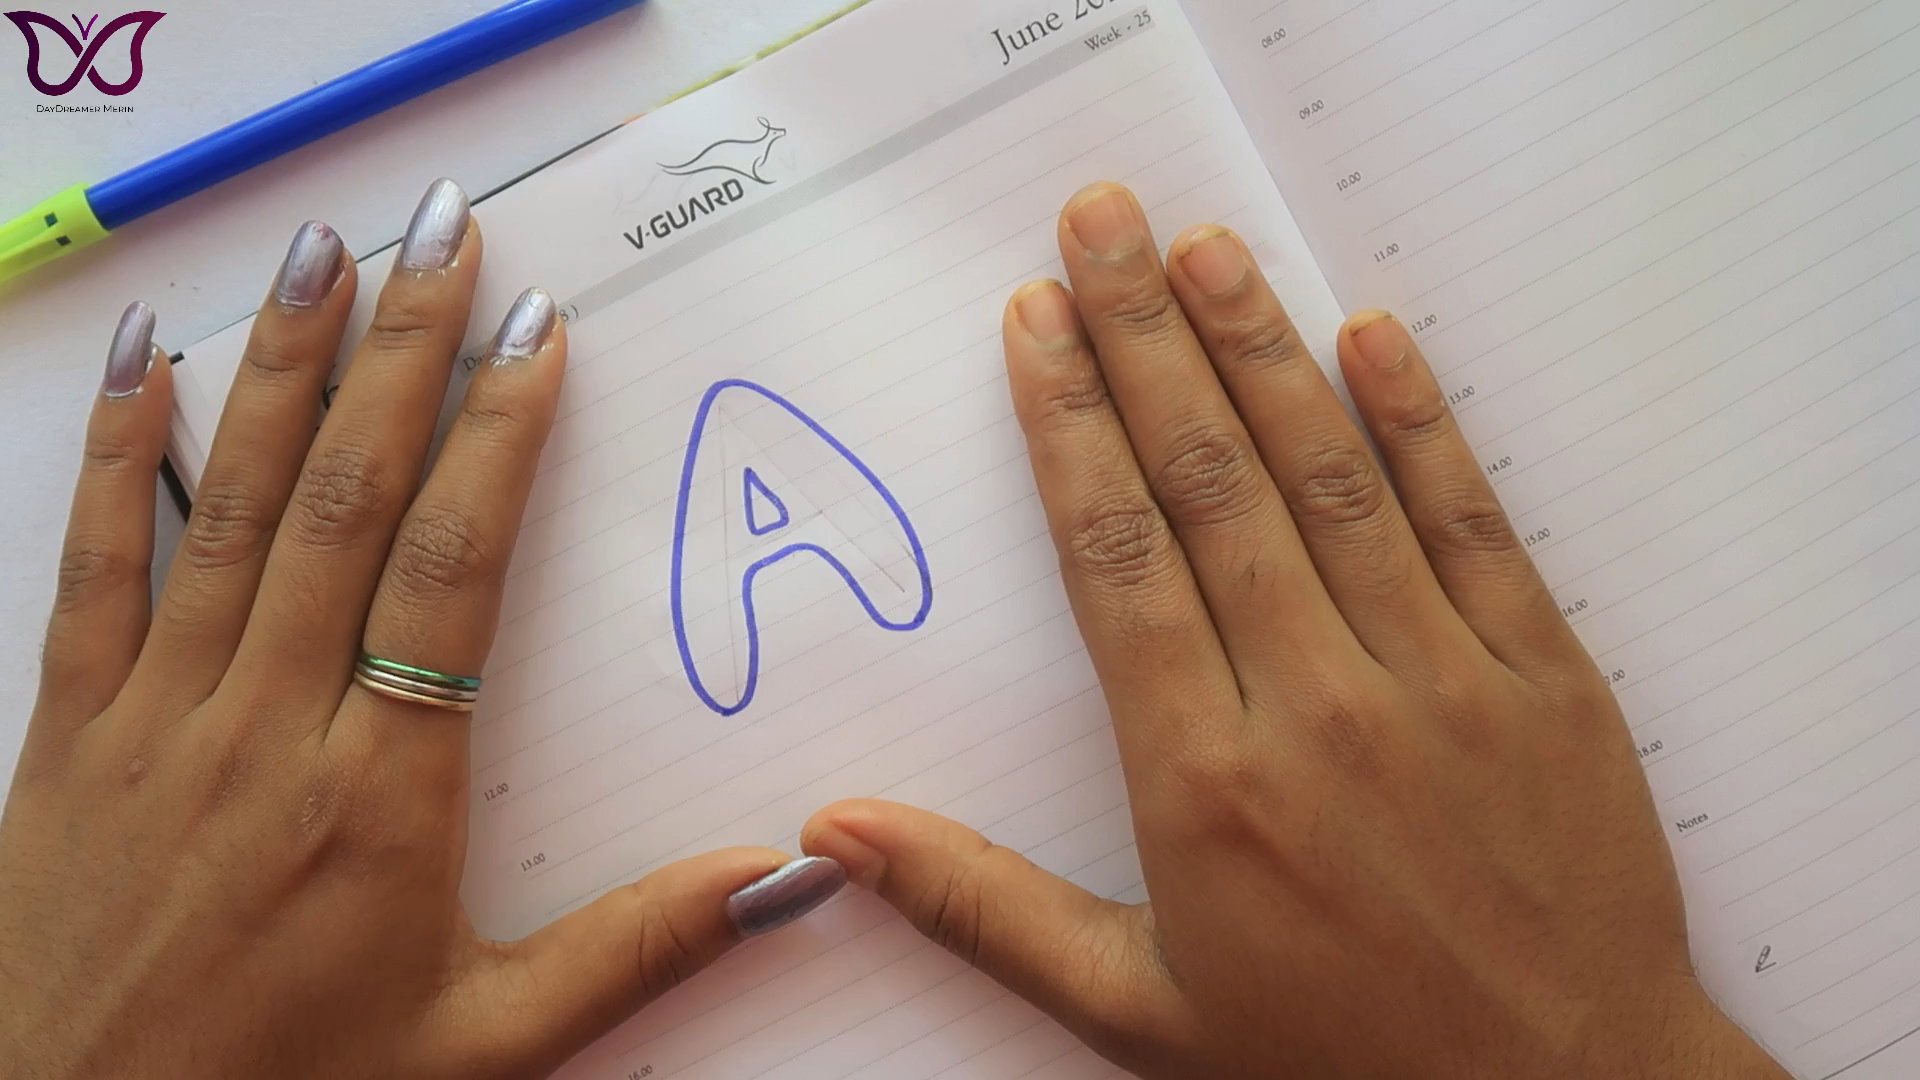 DayDreamer Merin
June
Week - 25
V-GUARD
8 )
A
12.00
13.00
16.00
08.00
09.00
10.00
11.00
12.00
13.00
14.00
15.00
16.00
18.00
Notes